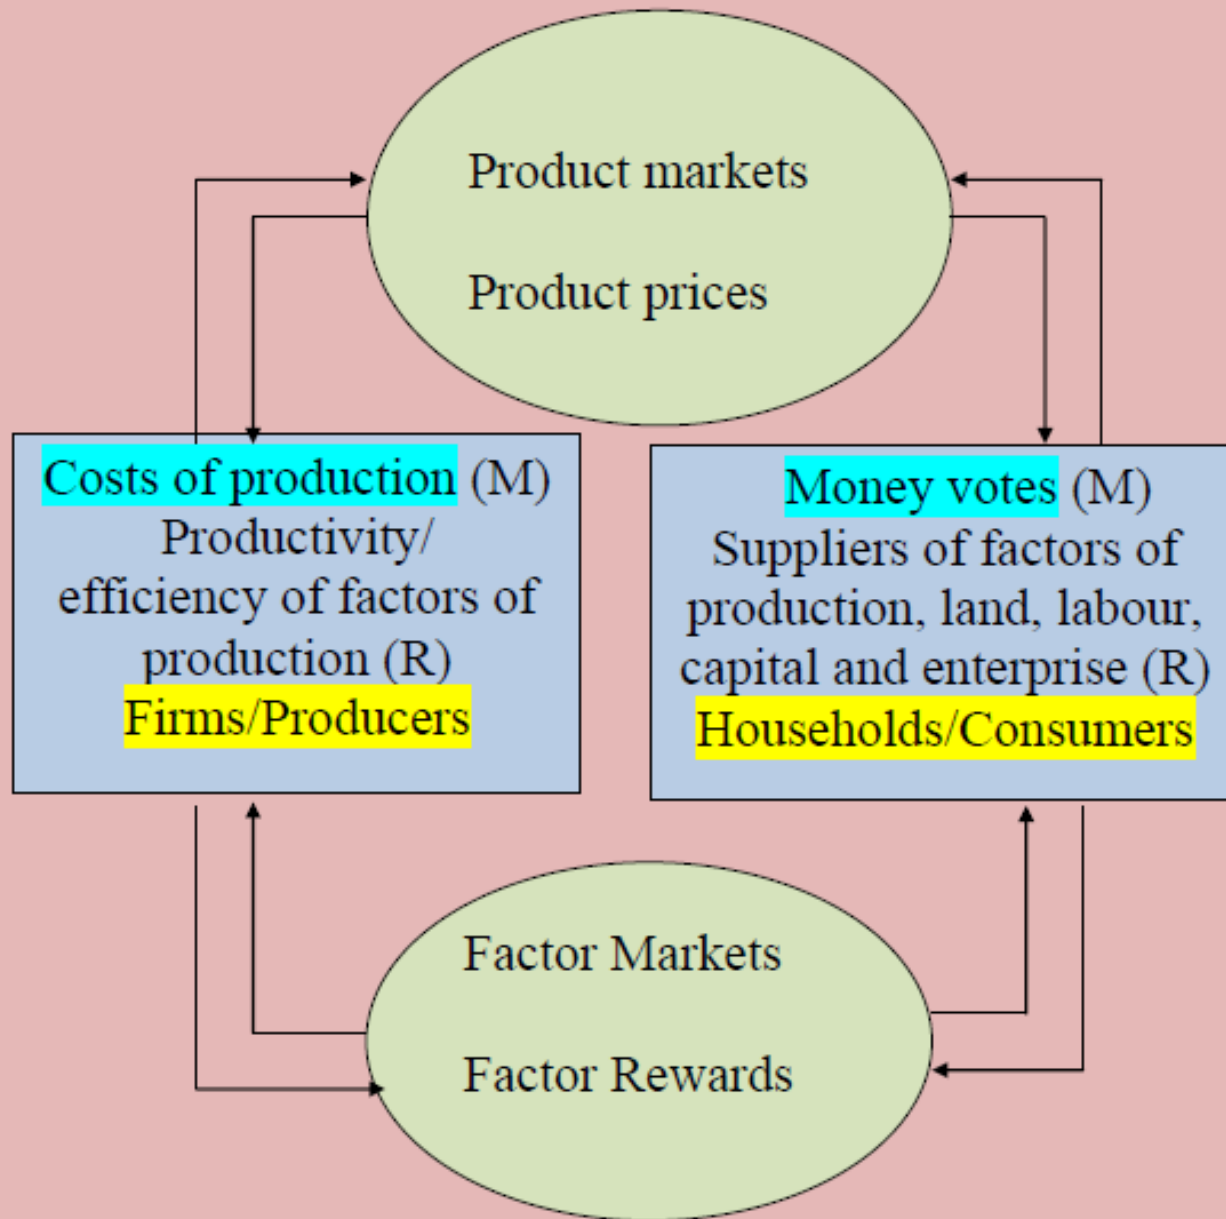 Product markets
Product prices
Costs of production (M)
Productivity/
efficiency of factors of
production (R)
Firms/Producers
Money votes (M)
Suppliers of factors of
production, land, labour,
capital and enterprise (R)
Households/Consumers
Factor Markets
Factor Rewards